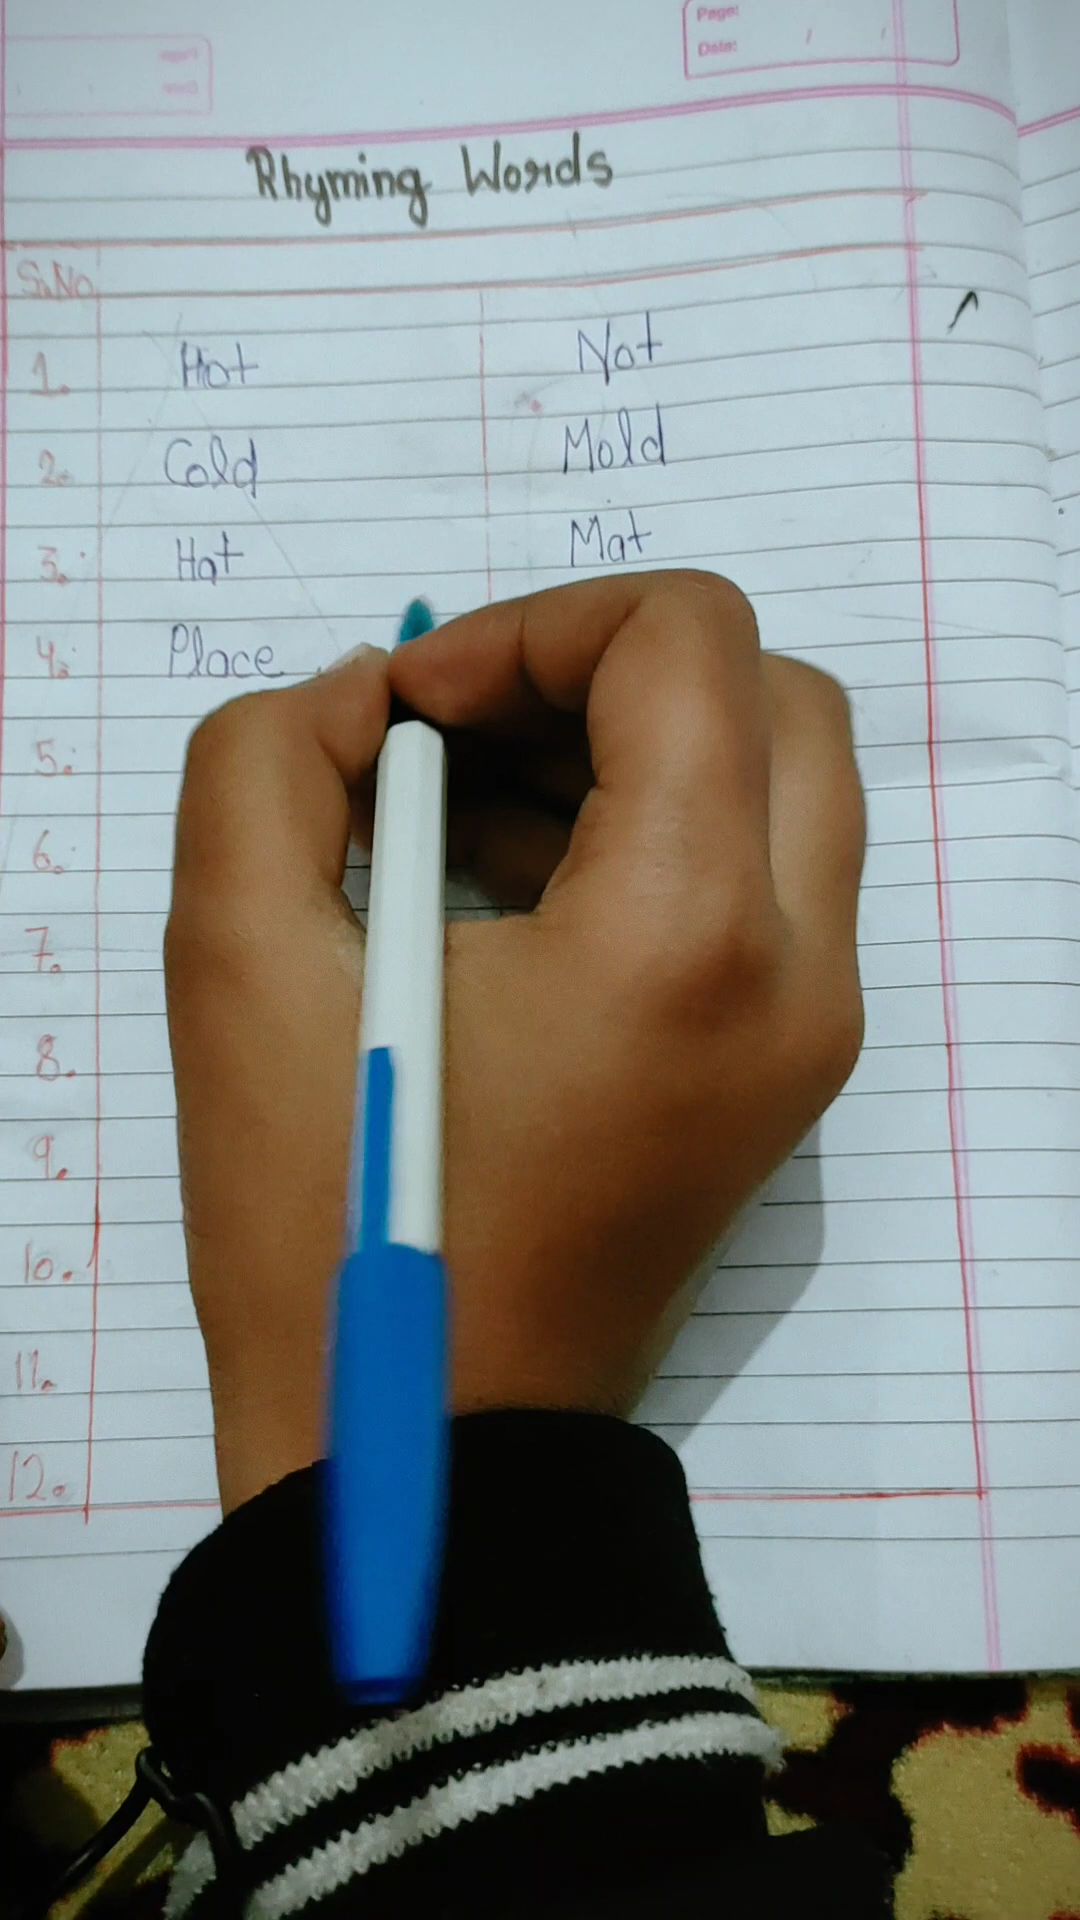 Page:
Date: / /
Rhyming Words
S.No.
1. Hot Not
2. Cold Mold
3. Hat Mat
4. Place
5.
6.
7.
8.
9.
10.
11.
12.